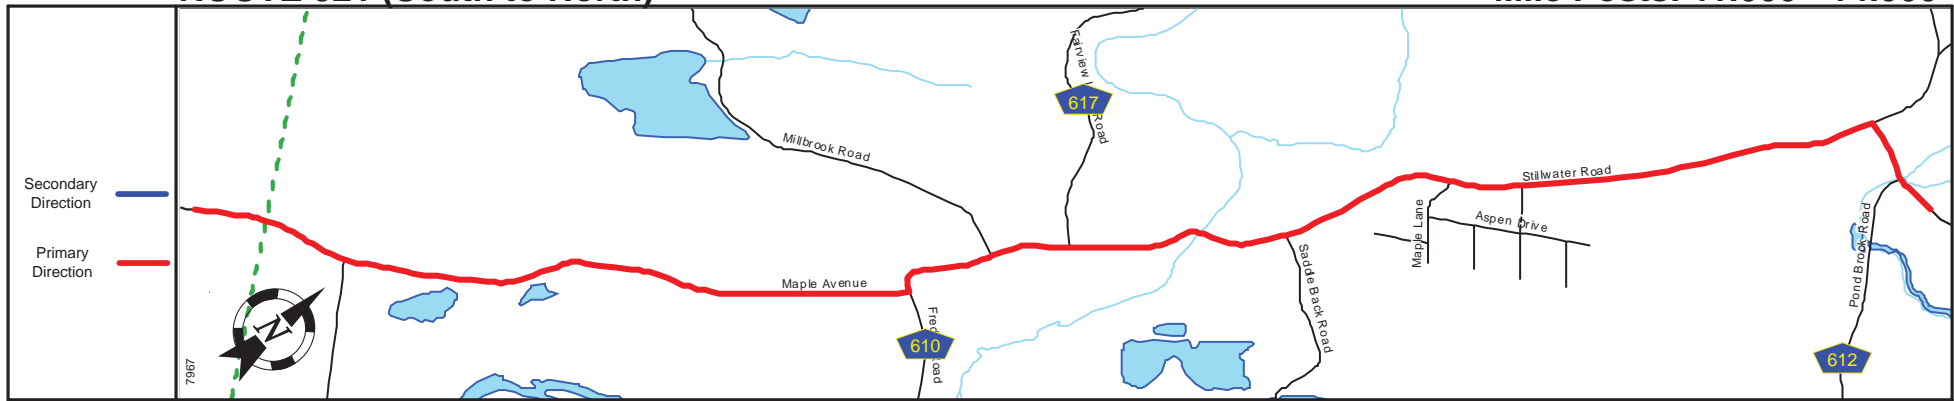 Secondary
Direction
Primary
Direction
7967
N
Millbrook Road
Fairview
617
Road
Maple Avenue
610
Road
Saddle Back Road
Maple Lane
Aspen Drive
Stillwater Road
Pond Brook Road
612